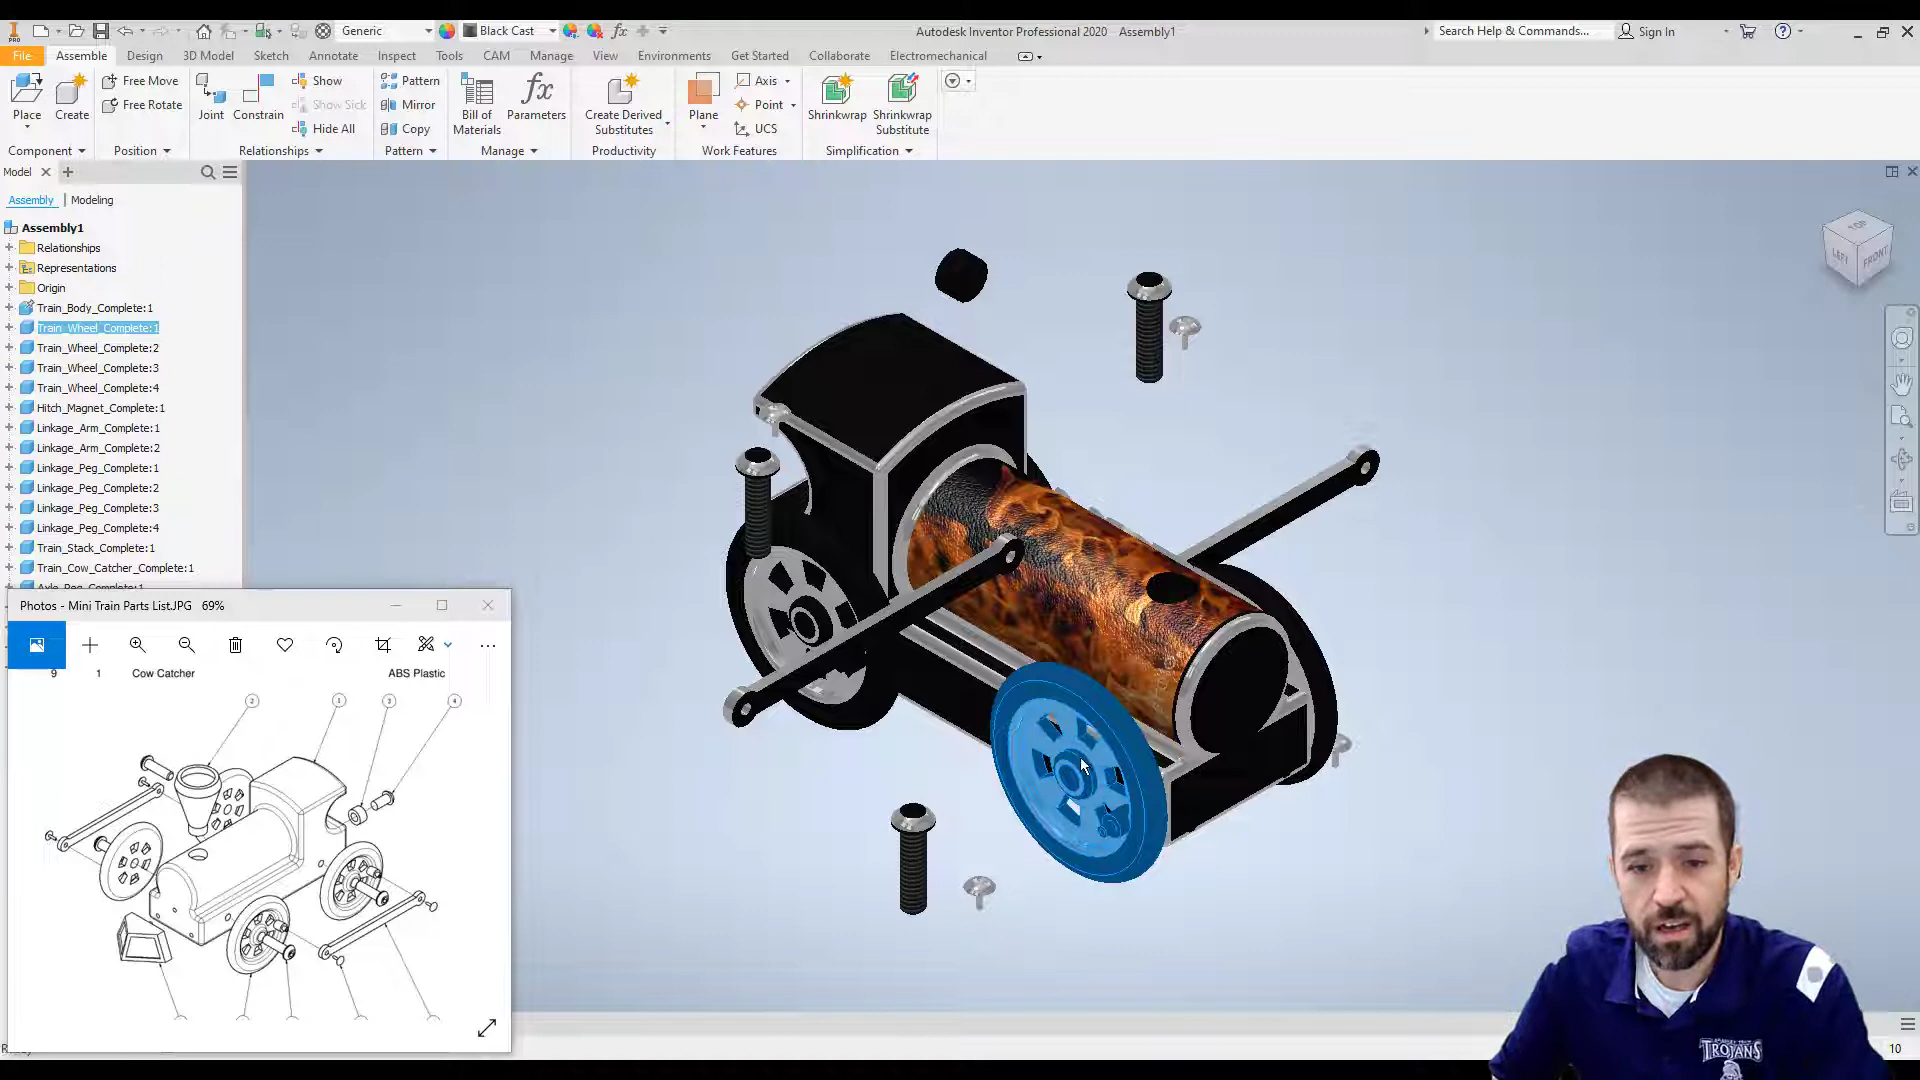 Generic
Black Cast
Autodesk Inventor Professional 2020 Assembly1
Search Help & Commands...
Sign In
File Assemble Design 3D Model Sketch Annotate Inspect Tools CAM Manage View Environments Get Started Collaborate Electromechanical
Place
Create
Free Move
Free Rotate
Joint
Constrain
Show
Show Sick
Hide All
Pattern
Mirror
Copy
Bill of
Materials
Parameters
Create Derived
Substitutes
Plane
Axis
Point
UCS
Shrinkwrap
Shrinkwrap
Substitute
Component Position Relationships Pattern Manage Productivity Work Features Simplification
Model
Assembly Modeling
Assembly1
Relationships
Representations
Origin
Train_Body_Complete:1
Train_Wheel_Complete:1
Train_Wheel_Complete:2
Train_Wheel_Complete:3
Train_Wheel_Complete:4
Hitch_Magnet_Complete:1
Linkage_Arm_Complete:1
Linkage_Arm_Complete:2
Linkage_Peg_Complete:1
Linkage_Peg_Complete:2
Linkage_Peg_Complete:3
Linkage_Peg_Complete:4
Train_Stack_Complete:1
Train_Cow_Catcher_Complete:1
Photos - Mini Train Parts List.JPG 69%
9 1 Cow Catcher ABS Plastic
2 1 3 4
TOP
LEFT FRONT
TROJANS
10